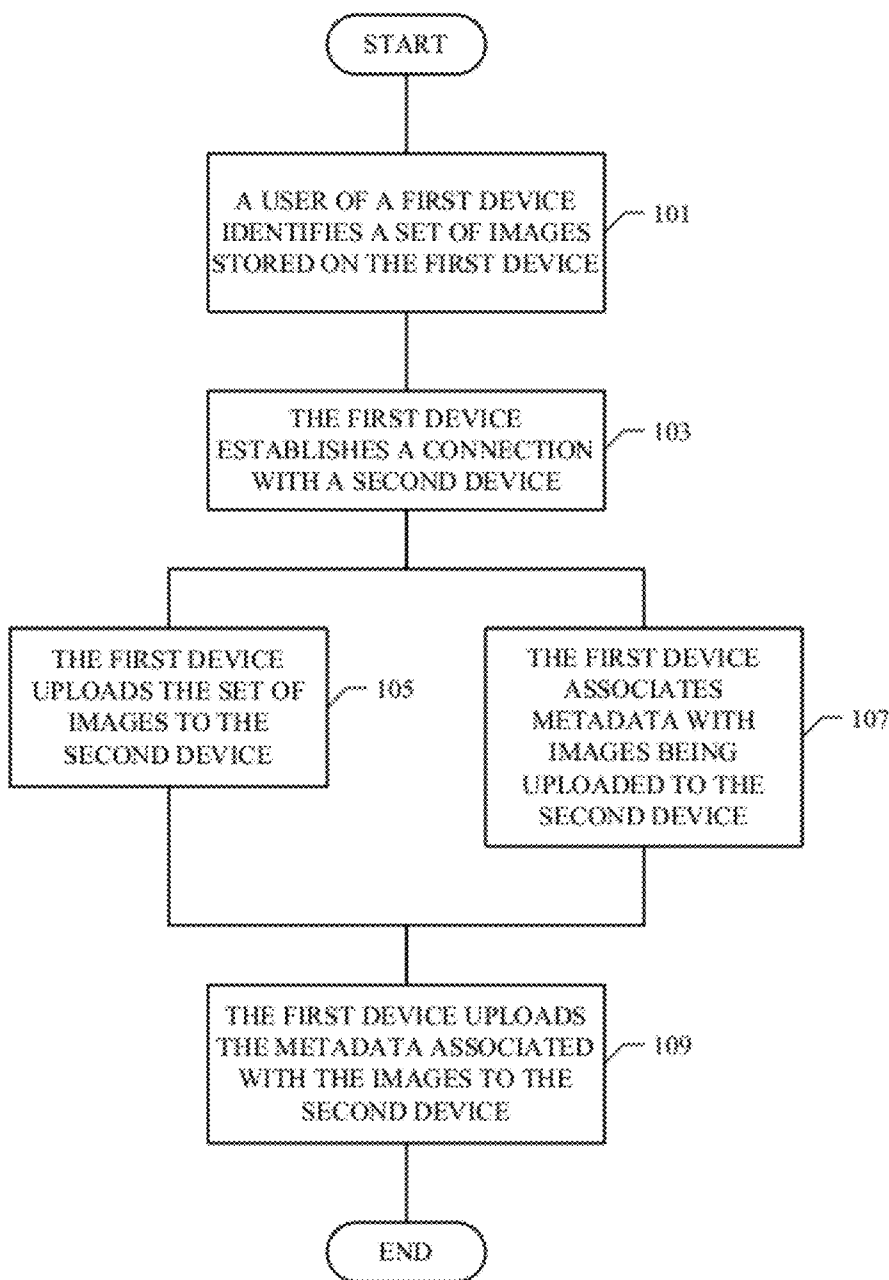 START
A USER OF A FIRST DEVICE
IDENTIFIES A SET OF IMAGES
STORED ON THE FIRST DEVICE
101
THE FIRST DEVICE
ESTABLISHES A CONNECTION
WITH A SECOND DEVICE
103
THE FIRST DEVICE
UPLOADS THE SET OF
IMAGES TO THE
SECOND DEVICE
105
THE FIRST DEVICE
ASSOCIATES
METADATA WITH
IMAGES BEING
UPLOADED TO THE
SECOND DEVICE
107
THE FIRST DEVICE UPLOADS
THE METADATA ASSOCIATED
WITH THE IMAGES TO THE
SECOND DEVICE
109
END